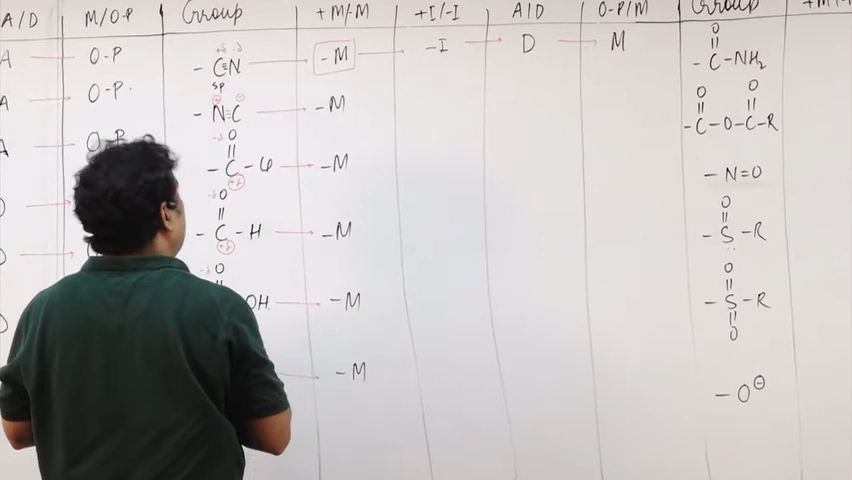 A/D M/O-P Group +M/-M +I/-I A/D O-P/M Group
A O-P - C≡N - M -I D M - C - NH₂
+δ -δ O
A O-P. sp
- N≡C - M - C - O - C - R
⊕ ⊖ O O
A O-P - C - Cl - M - N=O
-δ O +δ
- C - H - M - S - R
-δ O +δ O
OH. - M - S - R
-δ O O O
- M - O⊖